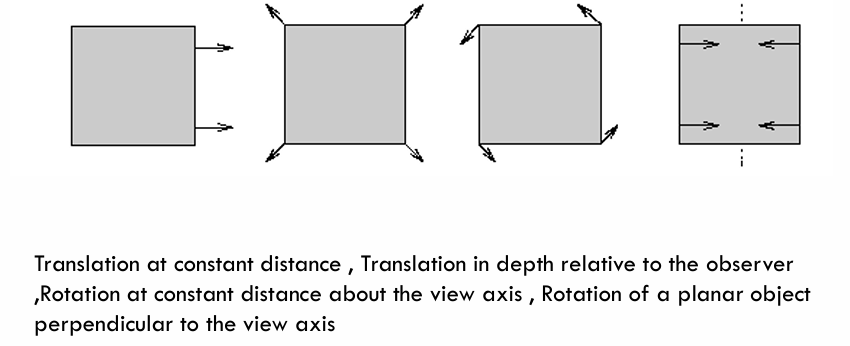 Translation at constant distance , Translation in depth relative to the observer
,Rotation at constant distance about the view axis , Rotation of a planar object
perpendicular to the view axis